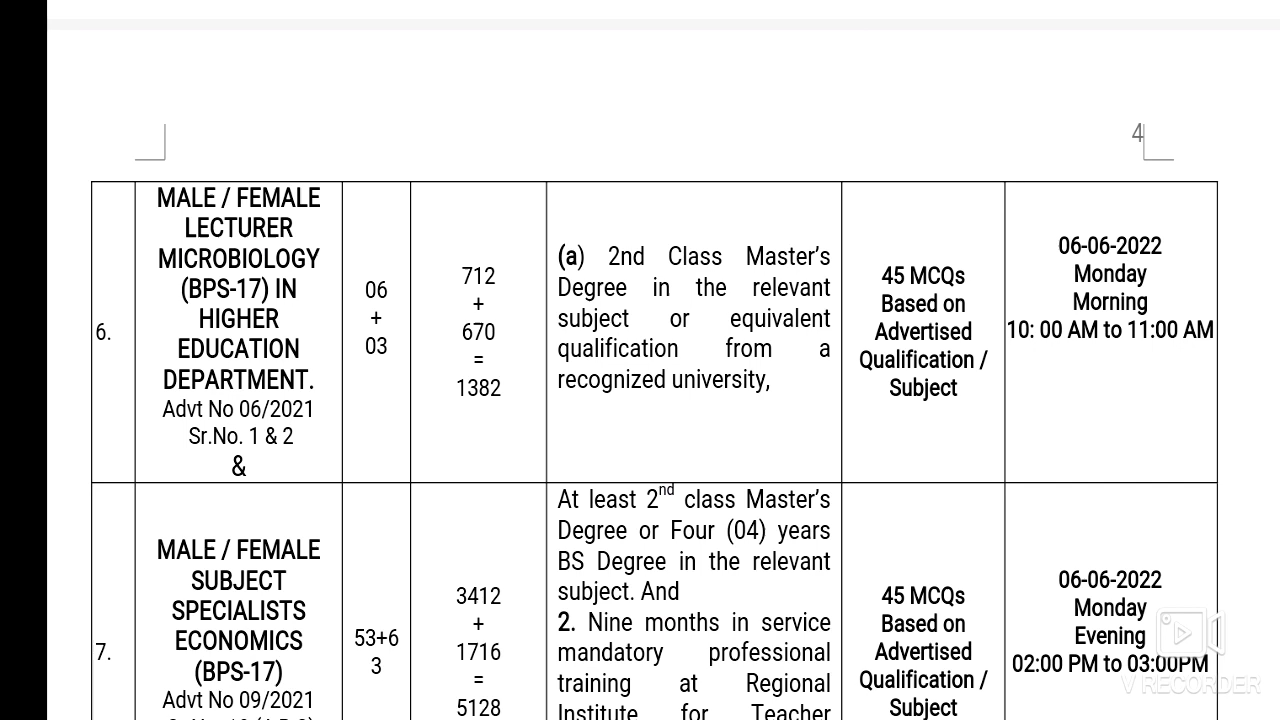 4
6.
MALE / FEMALE
LECTURER
MICROBIOLOGY
(BPS-17) IN
HIGHER
EDUCATION
DEPARTMENT.
Advt No 06/2021
Sr.No. 1 & 2
&
06
+
03
712
+
670
=
1382
(a) 2nd Class Master's
Degree in the relevant
subject or equivalent
qualification from a
recognized university,
45 MCQs
Based on
Advertised
Qualification /
Subject
06-06-2022
Monday
Morning
10: 00 AM to 11:00 AM
7.
MALE / FEMALE
SUBJECT
SPECIALISTS
ECONOMICS
(BPS-17)
Advt No 09/2021
53+6
3
3412
+
1716
=
5128
At least 2nd class Master's
Degree or Four (04) years
BS Degree in the relevant
subject. And
2. Nine months in service
mandatory professional
training at Regional
Institute for Teacher
45 MCQs
Based on
Advertised
Qualification /
Subject
06-06-2022
Monday
Evening
02:00 PM to 03:00PM
V RECORDER